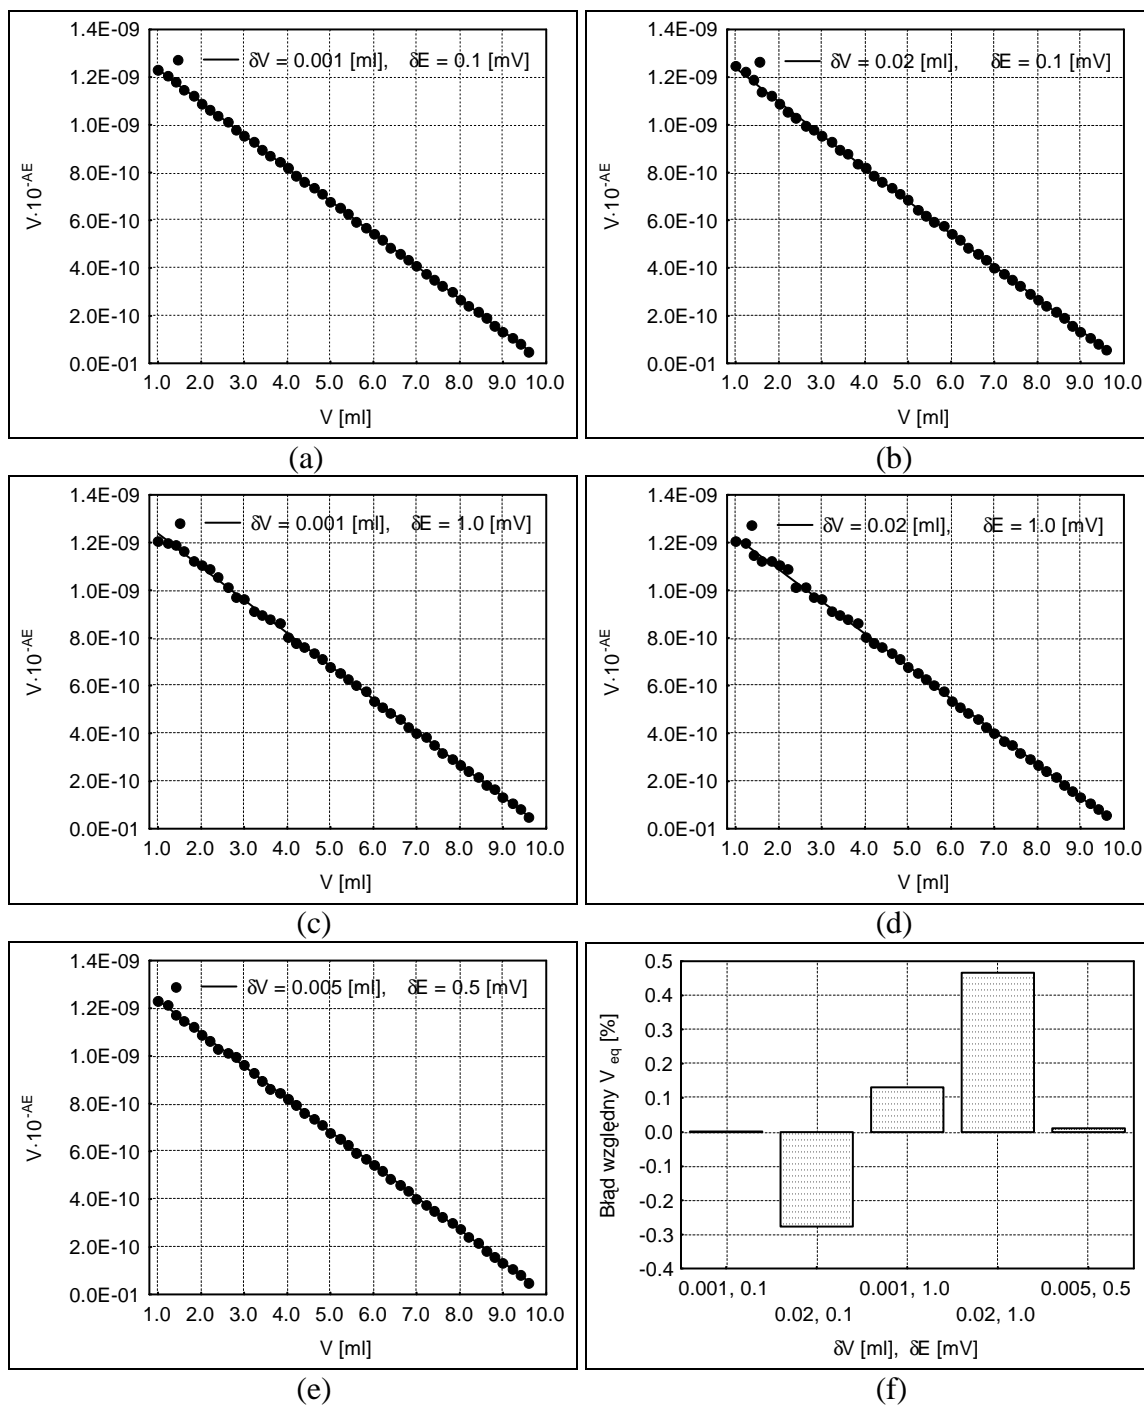 1.4E-09
δV = 0.001 [ml], δE = 0.1 [mV]
1.2E-09
1.0E-09
8.0E-10
6.0E-10
4.0E-10
2.0E-10
0.0E-01
V·10^-AE
1.0 2.0 3.0 4.0 5.0 6.0 7.0 8.0 9.0 10.0
V [ml]
(a)
1.4E-09
δV = 0.02 [ml], δE = 0.1 [mV]
1.2E-09
1.0E-09
8.0E-10
6.0E-10
4.0E-10
2.0E-10
0.0E-01
V·10^-AE
1.0 2.0 3.0 4.0 5.0 6.0 7.0 8.0 9.0 10.0
V [ml]
(b)
1.4E-09
δV = 0.001 [ml], δE = 1.0 [mV]
1.2E-09
1.0E-09
8.0E-10
6.0E-10
4.0E-10
2.0E-10
0.0E-01
V·10^-AE
1.0 2.0 3.0 4.0 5.0 6.0 7.0 8.0 9.0 10.0
V [ml]
(c)
1.4E-09
δV = 0.02 [ml], δE = 1.0 [mV]
1.2E-09
1.0E-09
8.0E-10
6.0E-10
4.0E-10
2.0E-10
0.0E-01
V·10^-AE
1.0 2.0 3.0 4.0 5.0 6.0 7.0 8.0 9.0 10.0
V [ml]
(d)
1.4E-09
δV = 0.005 [ml], δE = 0.5 [mV]
1.2E-09
1.0E-09
8.0E-10
6.0E-10
4.0E-10
2.0E-10
0.0E-01
V·10^-AE
1.0 2.0 3.0 4.0 5.0 6.0 7.0 8.0 9.0 10.0
V [ml]
(e)
0.5
0.4
0.3
0.2
0.1
0.0
-0.1
-0.2
-0.3
-0.4
Błąd względny V eq [%]
0.001, 0.1 0.001, 1.0 0.005, 0.5
0.02, 0.1 0.02, 1.0
δV [ml], δE [mV]
(f)